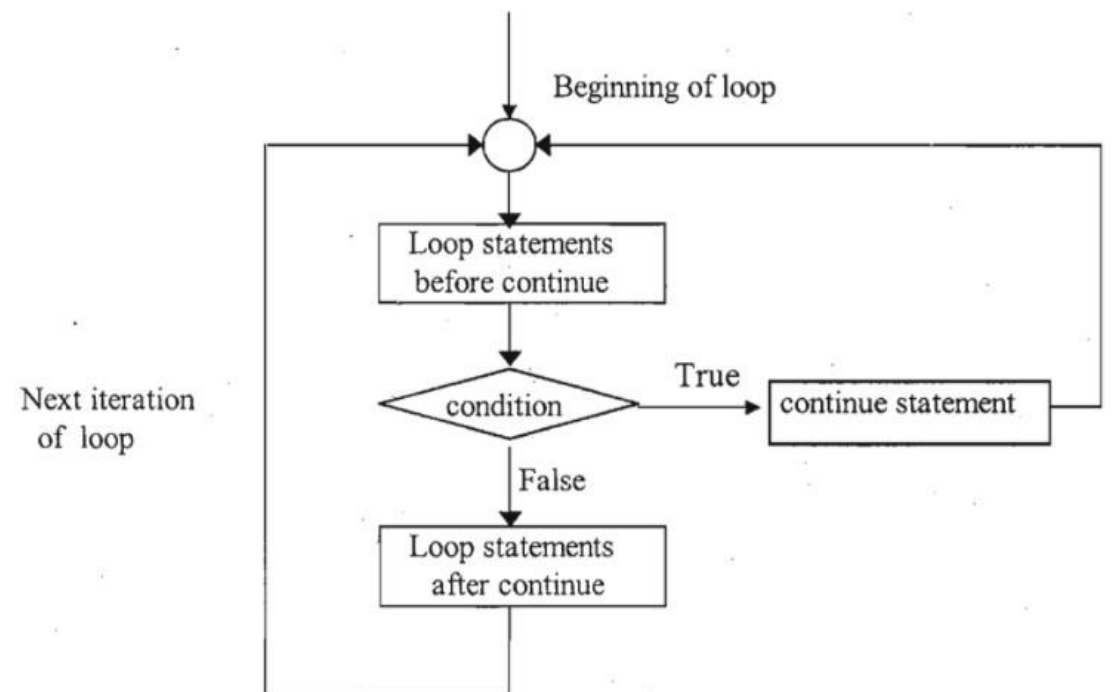 Beginning of loop
Loop statements
before continue
condition
True
continue statement
Next iteration
of loop
False
Loop statements
after continue